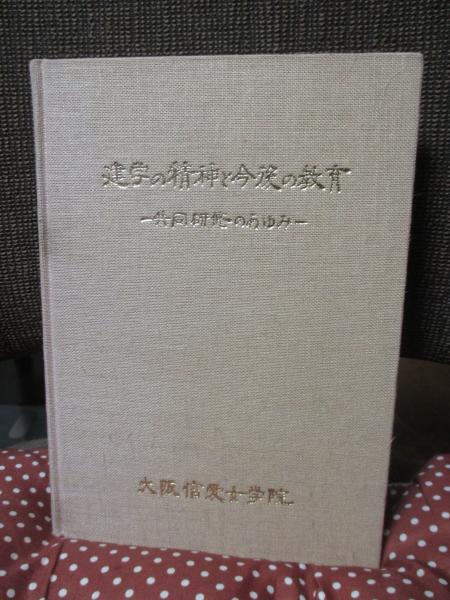 建学の精神と今後の教育
―共同研究のあゆみ―
大阪信愛女学院